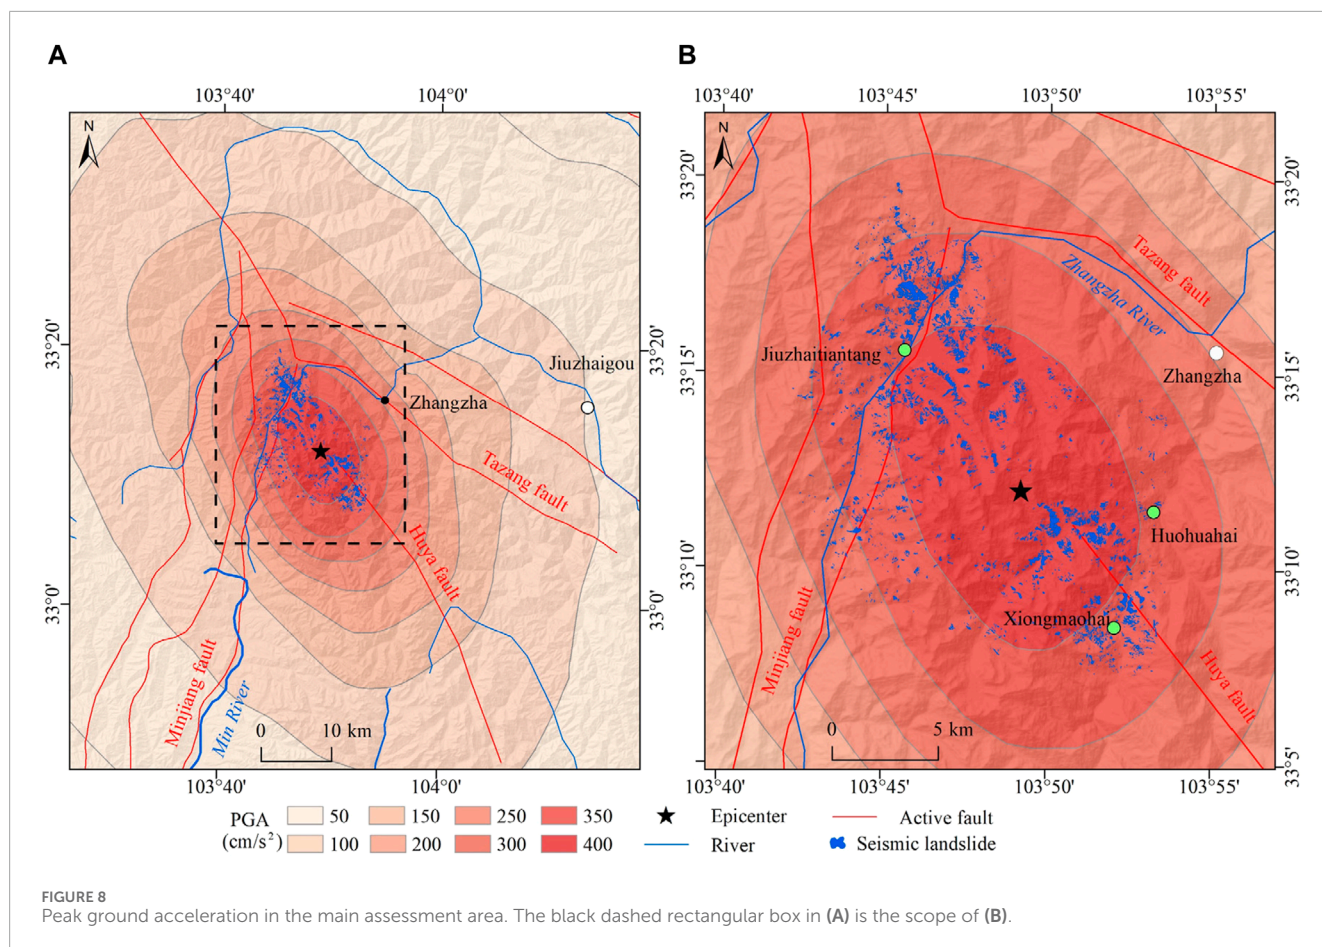 A
B
103°40'
104°0'
103°40'
103°45'
103°50'
103°55'
N
N
33°20'
33°20'
33°0'
33°0'
Jiuzhaigou
Zhangzha
Tazang fault
Huya fault
Minjiang fault
Min River
0 10 km
103°40'
104°0'
33°20'
33°15'
33°10'
33°20'
33°15'
33°10'
33°5'
Tazang fault
Zhangzha River
Jiuzhaitiantang
Zhangzha
Huohuahai
Xiongmaohai
Minjiang fault
Huya fault
0 5 km
103°40'
103°45'
103°50'
103°55'
PGA
(cm/s²)
50 150 250 350
100 200 300 400
Epicenter
Active fault
River
Seismic landslide
FIGURE 8
Peak ground acceleration in the main assessment area. The black dashed rectangular box in (A) is the scope of (B).